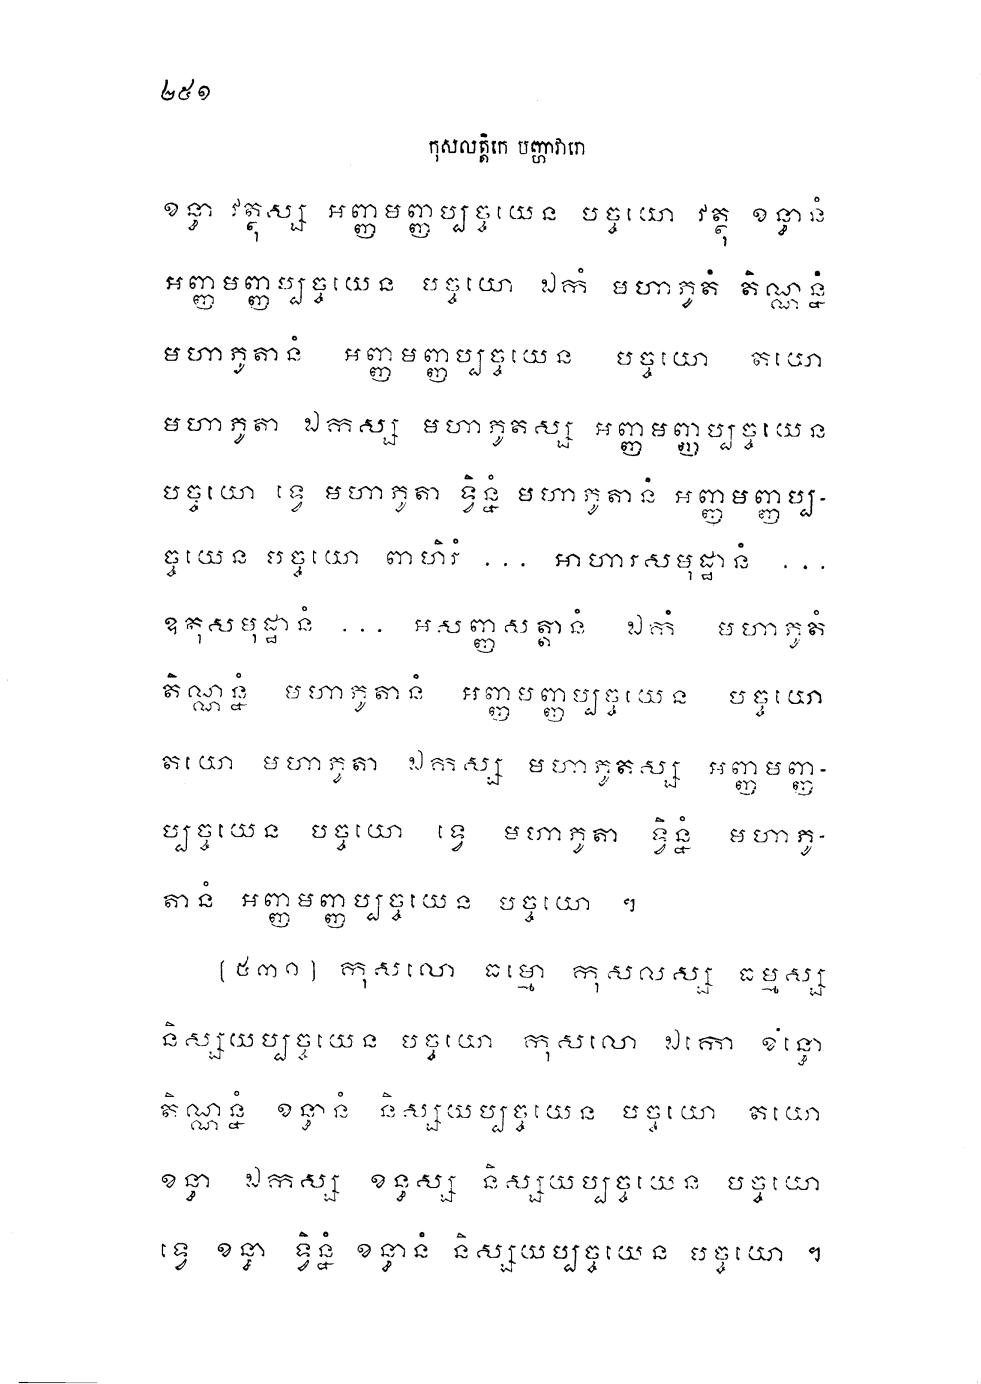 ២៥១
កុសលត្តិកេ បញ្ហាវារោ
ខន្ធា វត្ថុស្ស អញ្ញមញ្ញប្បច្ចយេន បច្ចយោ វត្ថុ ខន្ធានំ
អញ្ញមញ្ញប្បច្ចយេន បច្ចយោ ឯកំ មហាភូតំ តិណ្ណន្នំ
មហាភូតានំ អញ្ញមញ្ញប្បច្ចយេន បច្ចយោ តយោ
មហាភូតា ឯកស្ស មហាភូតស្ស អញ្ញមញ្ញប្បច្ចយេន
បច្ចយោ ទ្វេ មហាភូតា ទ្វិន្នំ មហាភូតានំ អញ្ញមញ្ញប្ប-
ច្ចយេន បច្ចយោ ពាហិរំ ... អាហារសមុដ្ឋានំ ...
ឧតុសមុដ្ឋានំ ... អសញ្ញសត្តានំ ឯកំ មហាភូតំ
តិណ្ណន្នំ មហាភូតានំ អញ្ញមញ្ញប្បច្ចយេន បច្ចយោ
តយោ មហាភូតា ឯកស្ស មហាភូតស្ស អញ្ញមញ្ញ-
ប្បច្ចយេន បច្ចយោ ទ្វេ មហាភូតា ទ្វិន្នំ មហាភូ-
តានំ អញ្ញមញ្ញប្បច្ចយេន បច្ចយោ ។
(៥៣០) កុសលោ ធម្មោ កុសលស្ស ធម្មស្ស
និស្សយប្បច្ចយេន បច្ចយោ កុសលោ ឯកោ ខន្ធោ
តិណ្ណន្នំ ខន្ធានំ និស្សយប្បច្ចយេន បច្ចយោ តយោ
ខន្ធា ឯកស្ស ខន្ធស្ស និស្សយប្បច្ចយេន បច្ចយោ
ទ្វេ ខន្ធា ទ្វិន្នំ ខន្ធានំ និស្សយប្បច្ចយេន បច្ចយោ ។